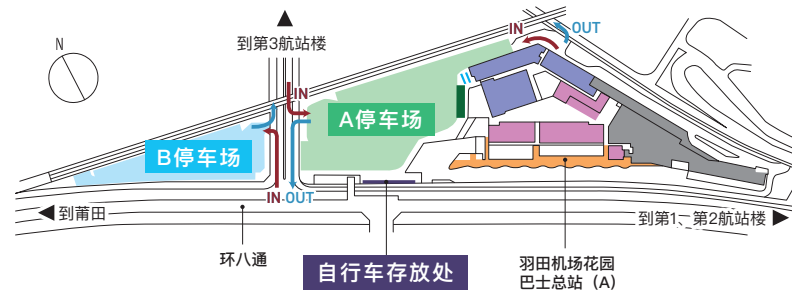 N
到第3航站楼
IN
OUT
IN
A停车场
B停车场
IN
OUT
到莆田
到第1、第2航站楼
环八通
自行车存放处
羽田机场花园
巴士总站（A）